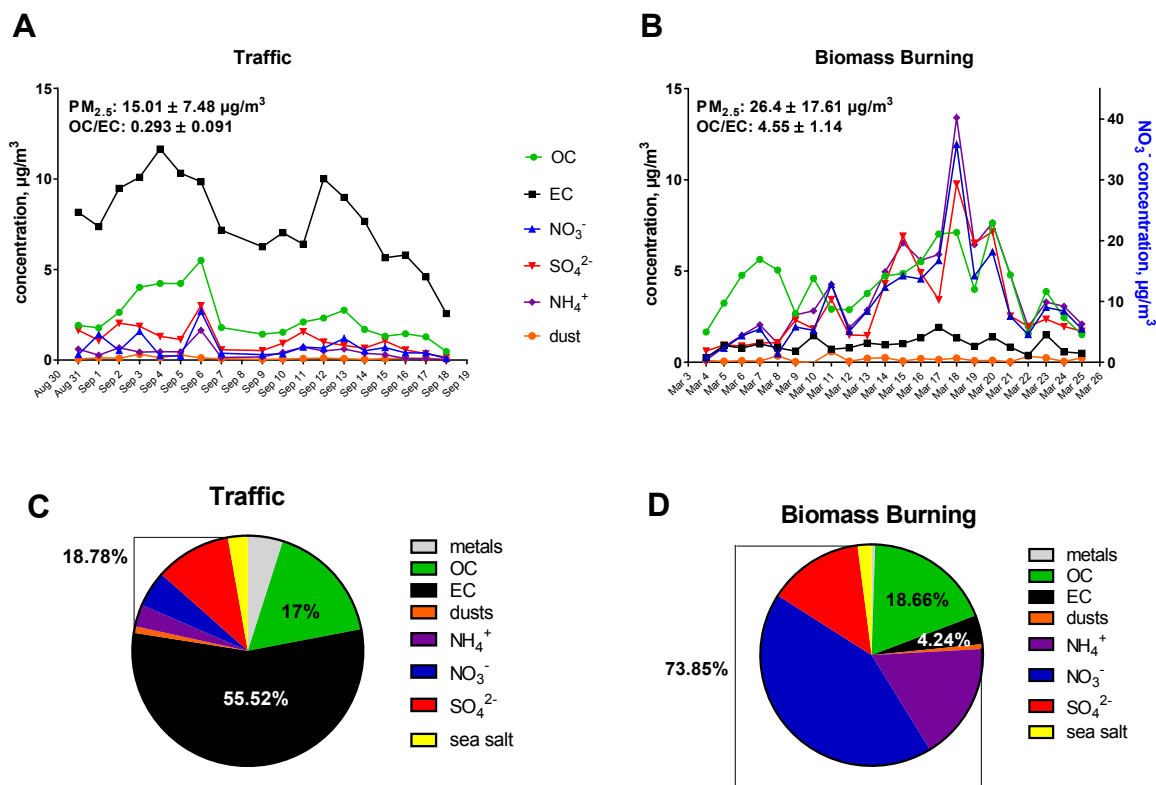 A
Traffic
15
10
5
0
concentration, µg/m³
PM₂.₅: 15.01 ± 7.48 µg/m³
OC/EC: 0.293 ± 0.091
Aug 30
Aug 31
Sep 1
Sep 2
Sep 3
Sep 4
Sep 5
Sep 6
Sep 7
Sep 8
Sep 9
Sep 10
Sep 11
Sep 12
Sep 13
Sep 14
Sep 15
Sep 16
Sep 17
Sep 18
Sep 19
OC
EC
NO₃⁻
SO₄²⁻
NH₄⁺
dust
B
Biomass Burning
15
10
5
0
concentration, µg/m³
PM₂.₅: 26.4 ± 17.61 µg/m³
OC/EC: 4.55 ± 1.14
40
30
20
10
0
NO₃⁻ concentration, µg/m³
Mar 3
Mar 4
Mar 5
Mar 6
Mar 7
Mar 8
Mar 9
Mar 10
Mar 11
Mar 12
Mar 13
Mar 14
Mar 15
Mar 16
Mar 17
Mar 18
Mar 19
Mar 20
Mar 21
Mar 22
Mar 23
Mar 24
Mar 25
Mar 26
C
Traffic
18.78%
17%
55.52%
metals
OC
EC
dusts
NH₄⁺
NO₃⁻
SO₄²⁻
sea salt
D
Biomass Burning
18.66%
4.24%
73.85%
metals
OC
EC
dusts
NH₄⁺
NO₃⁻
SO₄²⁻
sea salt